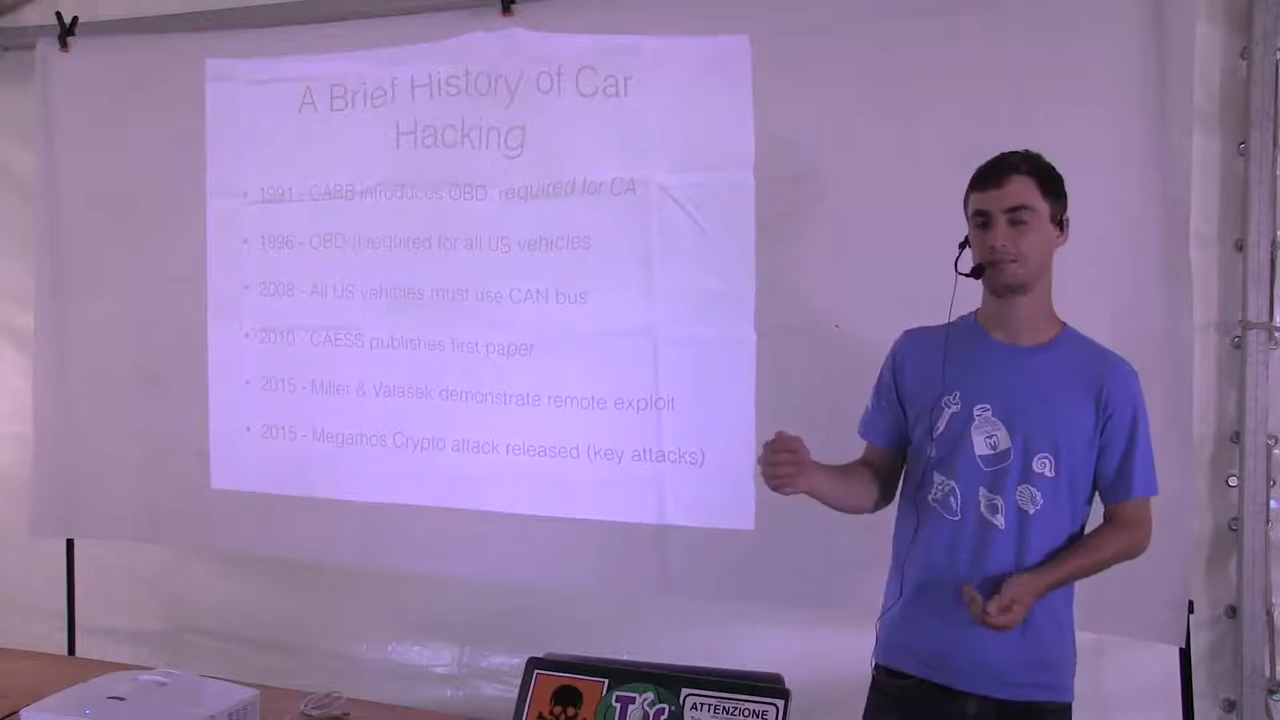 A Brief History of Car
Hacking
• 1991 - CARB introduces OBD, required for CA
• 1996 - OBD II required for all US vehicles
• 2008 - All US vehicles must use CAN bus
• 2010 - CAESS publishes first paper
• 2015 - Miller & Valasek demonstrate remote exploit
• 2015 - Megamos Crypto attack released (key attacks)
ATTENZIONE